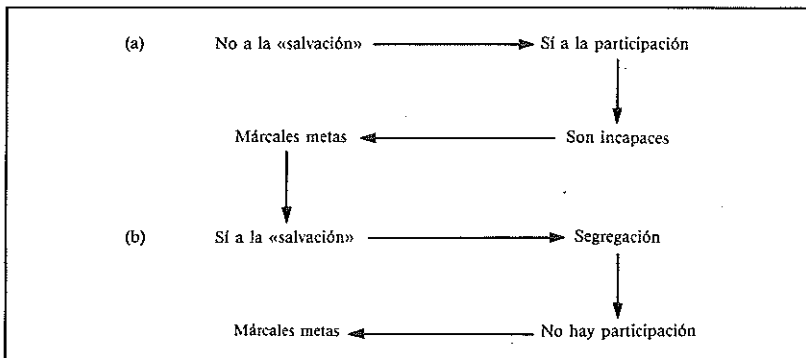 (a) No a la «salvación» Sí a la participación
Márcales metas Son incapaces
(b) Sí a la «salvación» Segregación
Márcales metas No hay participación